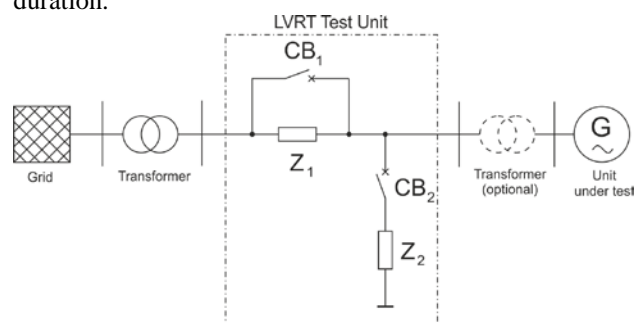 duration.
LVRT Test Unit
CB1
Z1
CB2
Z2
G
Grid
Transformer
Transformer
(optional)
Unit
under test